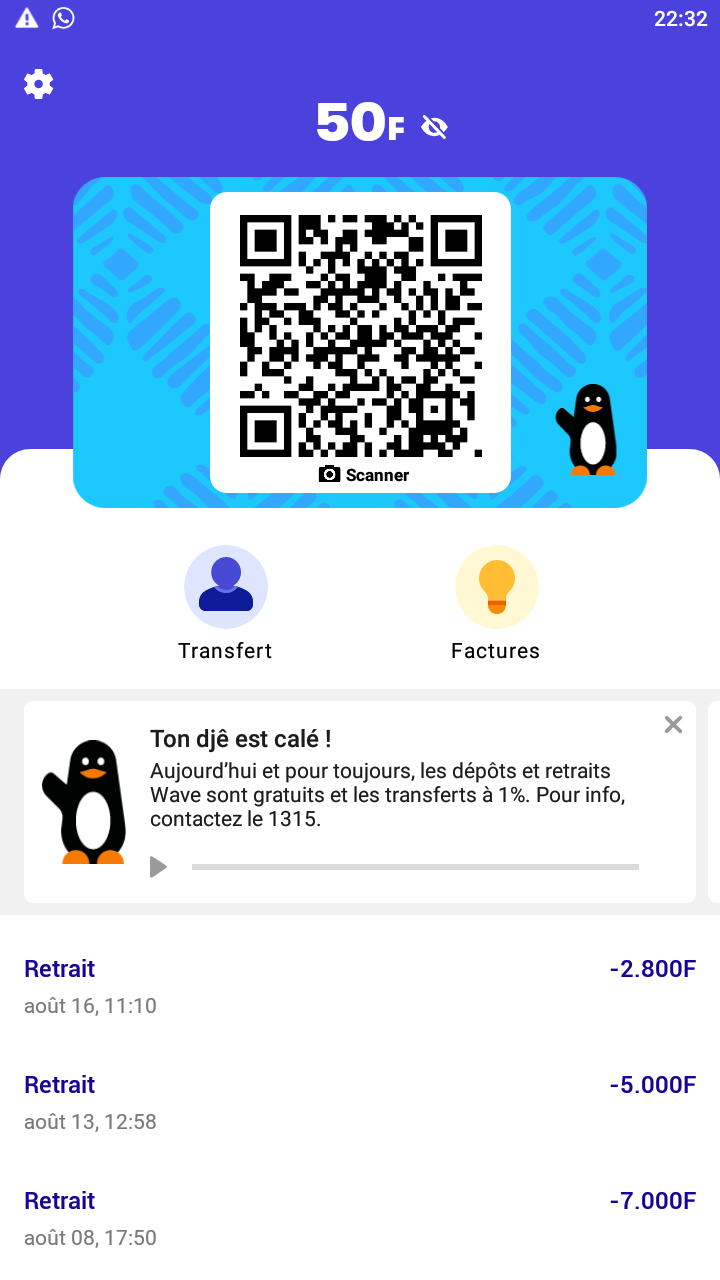 22:32
50F
Scanner
Transfert
Factures
Ton djê est calé !
Aujourd’hui et pour toujours, les dépôts et retraits
Wave sont gratuits et les transferts à 1%. Pour info,
contactez le 1315.
Retrait -2.800F
août 16, 11:10
Retrait -5.000F
août 13, 12:58
Retrait -7.000F
août 08, 17:50